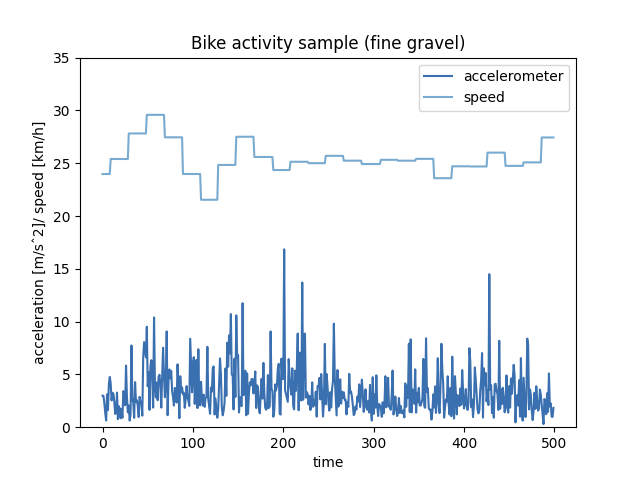 Bike activity sample (fine gravel)
accelerometer
speed
35
30
25
20
15
10
5
0
acceleration [m/sˆ2]/ speed [km/h]
0
100
200
300
400
500
time